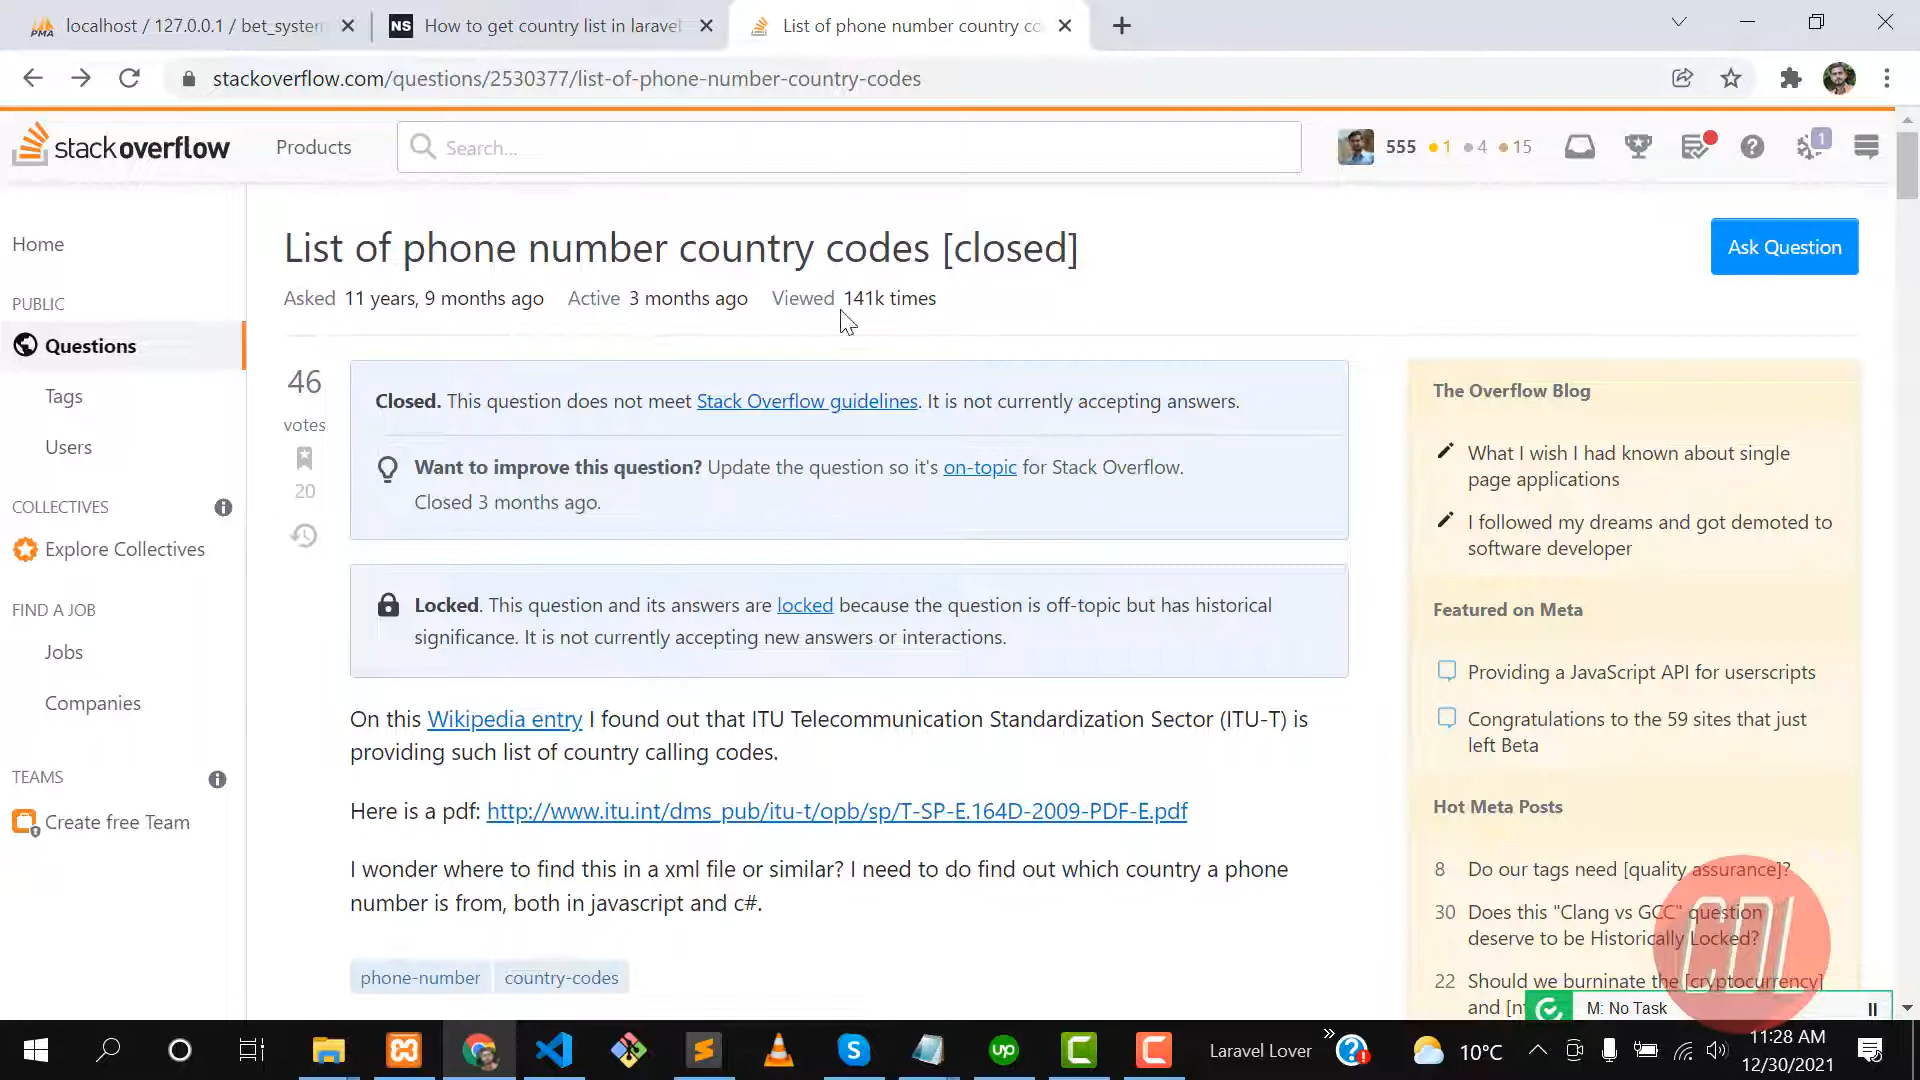 localhost / 127.0.0.1 / bet_system
How to get country list in laravel
List of phone number country co
stackoverflow.com/questions/2530377/list-of-phone-number-country-codes
stackoverflow
Products
Search...
555 1 4 15
1
Home
PUBLIC
Questions
Tags
Users
COLLECTIVES
Explore Collectives
FIND A JOB
Jobs
Companies
TEAMS
Create free Team
List of phone number country codes [closed]
Ask Question
Asked 11 years, 9 months ago Active 3 months ago Viewed 141k times
46
votes
20
Closed. This question does not meet Stack Overflow guidelines. It is not currently accepting answers.
Want to improve this question? Update the question so it's on-topic for Stack Overflow.
Closed 3 months ago.
Locked. This question and its answers are locked because the question is off-topic but has historical
significance. It is not currently accepting new answers or interactions.
On this Wikipedia entry I found out that ITU Telecommunication Standardization Sector (ITU-T) is
providing such list of country calling codes.
Here is a pdf: http://www.itu.int/dms_pub/itu-t/opb/sp/T-SP-E.164D-2009-PDF-E.pdf
I wonder where to find this in a xml file or similar? I need to do find out which country a phone
number is from, both in javascript and c#.
phone-number country-codes
The Overflow Blog
What I wish I had known about single
page applications
I followed my dreams and got demoted to
software developer
Featured on Meta
Providing a JavaScript API for userscripts
Congratulations to the 59 sites that just
left Beta
Hot Meta Posts
8 Do our tags need [quality assurance]?
30 Does this "Clang vs GCC" question
deserve to be Historically Locked?
22 Should we burninate the [cryptocurrency]
and [n
CDL
M: No Task
Laravel Lover
10°C
11:28 AM
12/30/2021